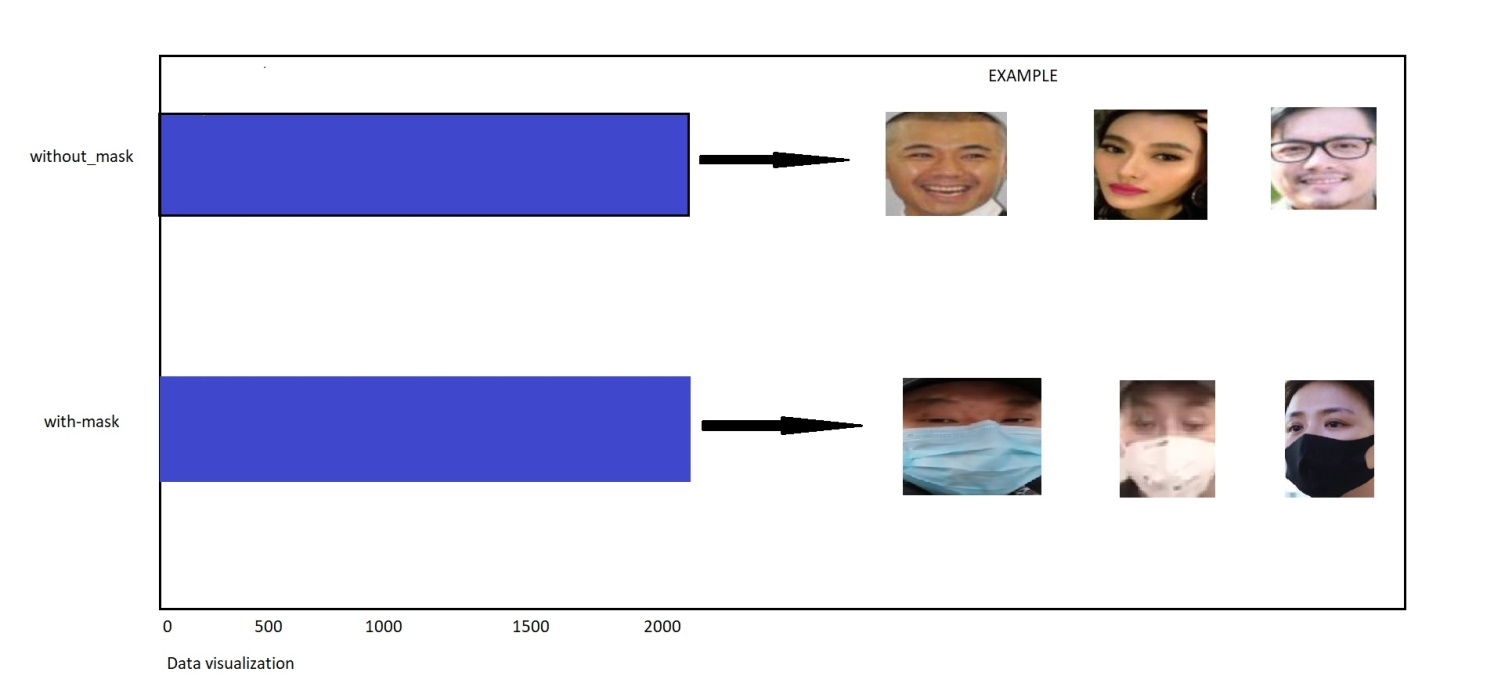 EXAMPLE
without_mask
with-mask
0 500 1000 1500 2000
Data visualization